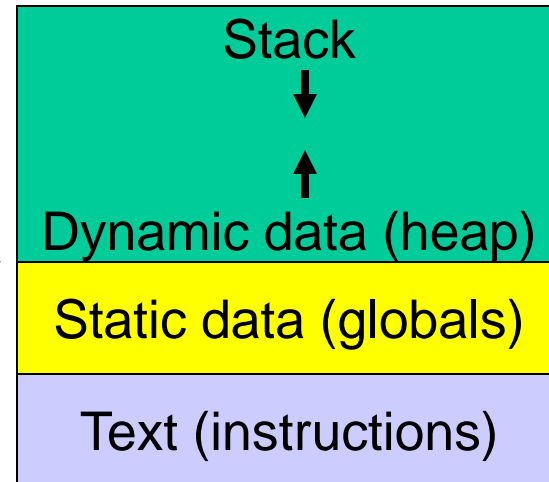 Stack
Dynamic data (heap)
Static data (globals)
Text (instructions)